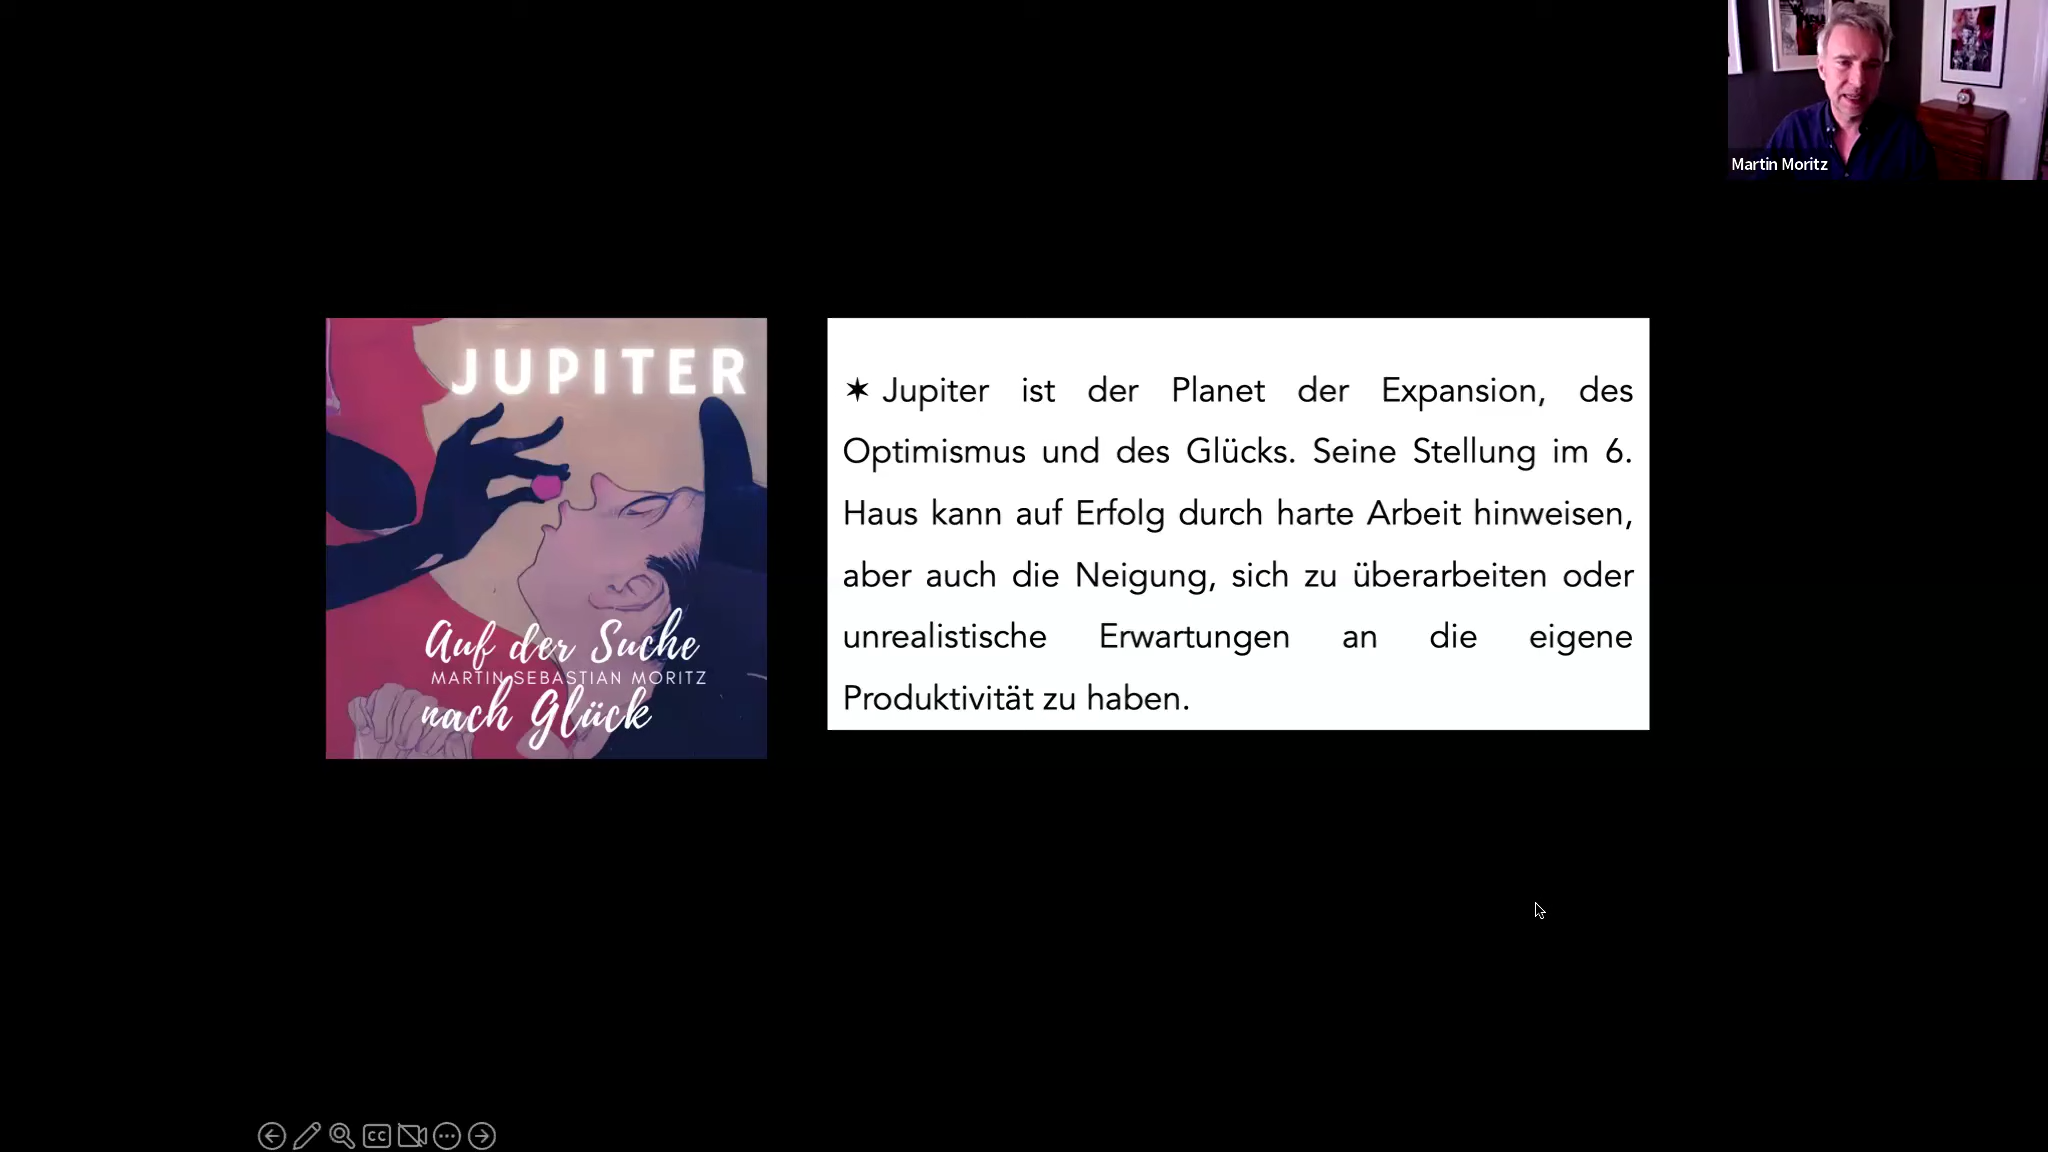 Martin Moritz
JUPITER
Auf der Suche
MARTIN SEBASTIAN MORITZ
nach Glück
✶ Jupiter ist der Planet der Expansion, des
Optimismus und des Glücks. Seine Stellung im 6.
Haus kann auf Erfolg durch harte Arbeit hinweisen,
aber auch die Neigung, sich zu überarbeiten oder
unrealistische Erwartungen an die eigene
Produktivität zu haben.
CC